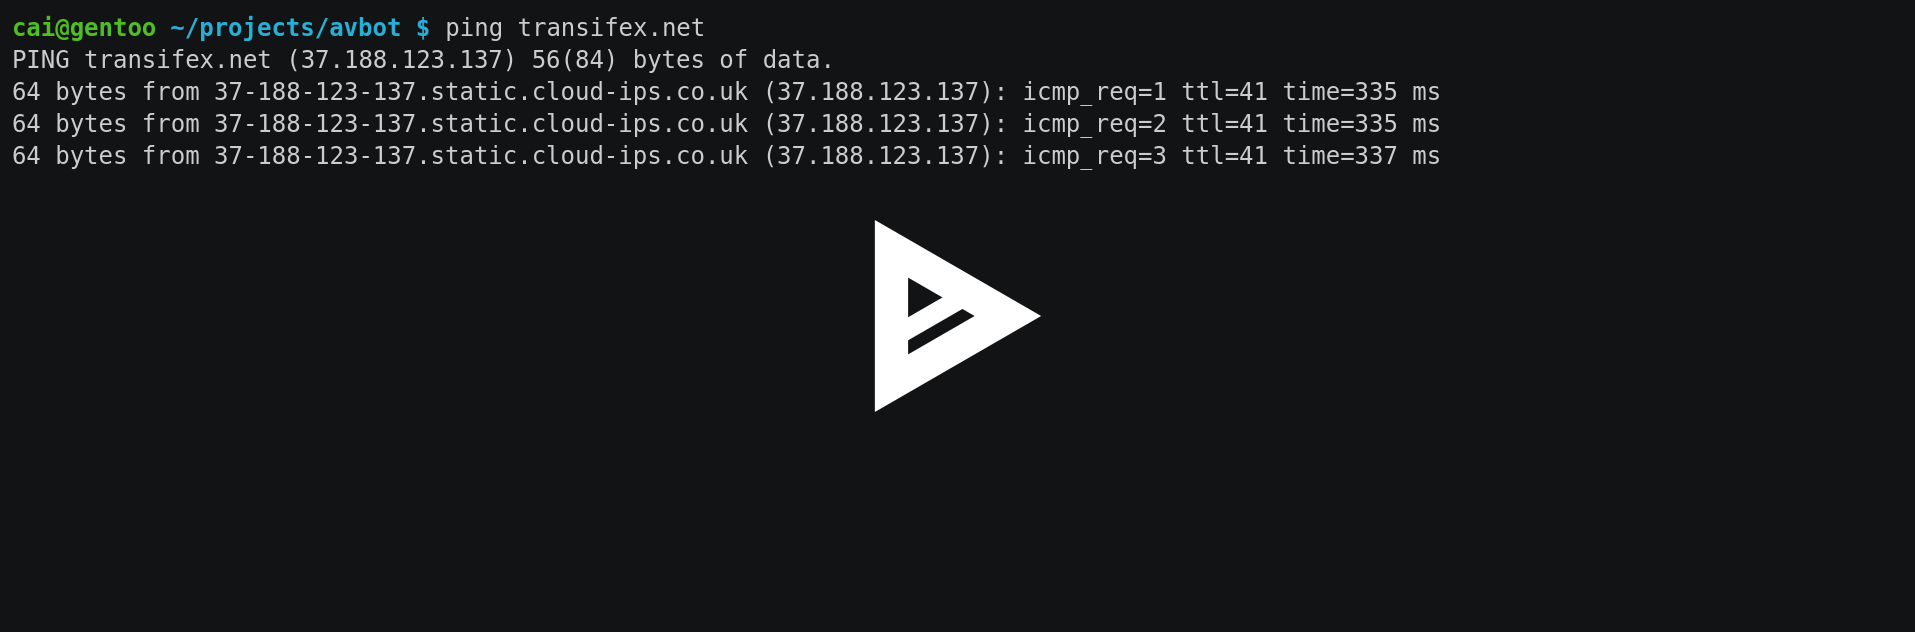 cai@gentoo ~/projects/avbot $ ping transifex.net
PING transifex.net (37.188.123.137) 56(84) bytes of data.
64 bytes from 37-188-123-137.static.cloud-ips.co.uk (37.188.123.137): icmp_req=1 ttl=41 time=335 ms
64 bytes from 37-188-123-137.static.cloud-ips.co.uk (37.188.123.137): icmp_req=2 ttl=41 time=335 ms
64 bytes from 37-188-123-137.static.cloud-ips.co.uk (37.188.123.137): icmp_req=3 ttl=41 time=337 ms